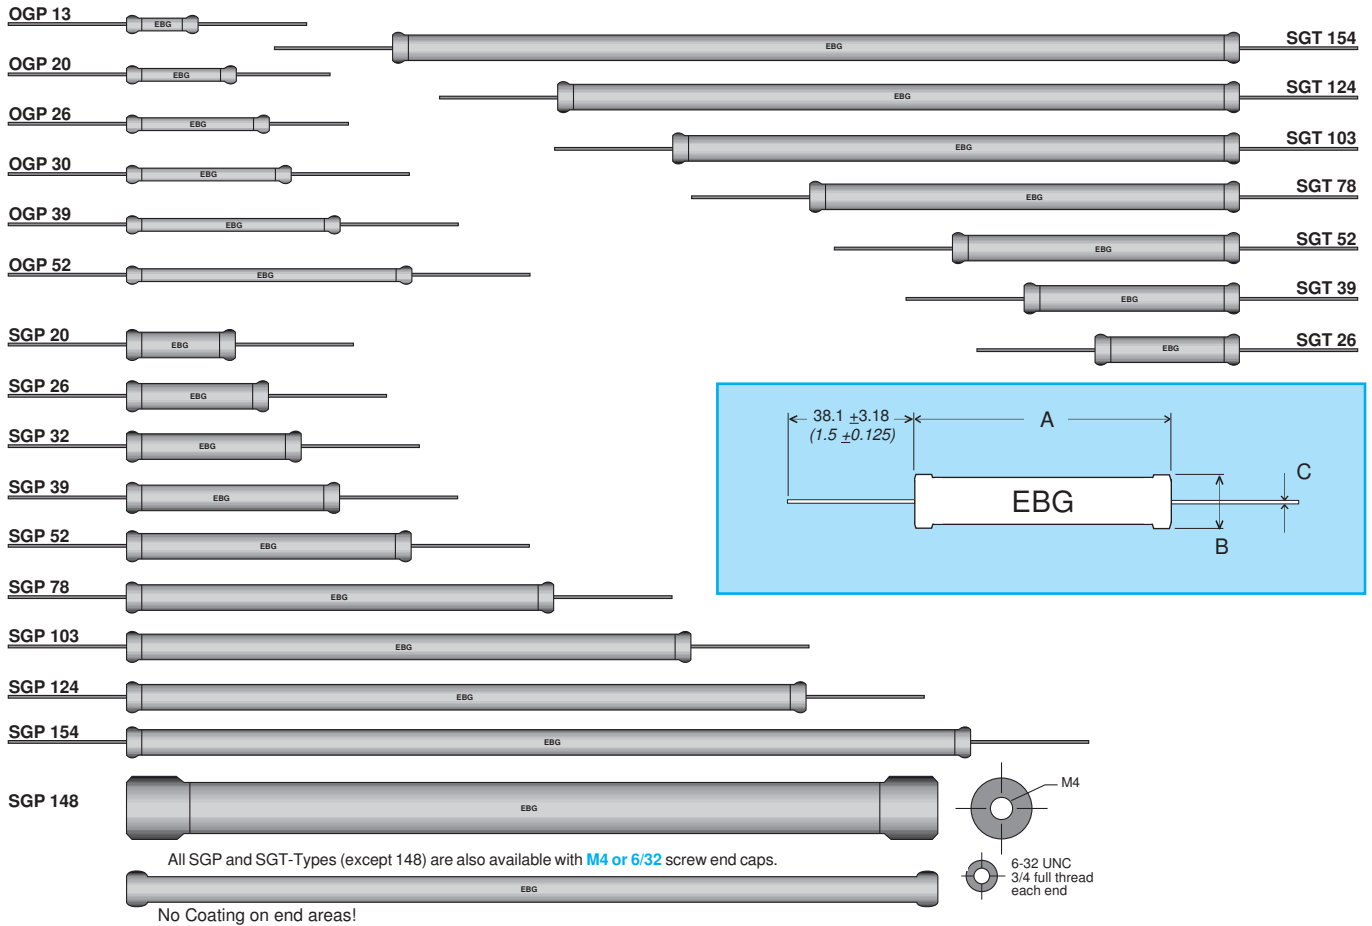 OGP 13
EBG
OGP 20
EBG
OGP 26
EBG
OGP 30
EBG
OGP 39
EBG
OGP 52
EBG
SGP 20
EBG
SGP 26
EBG
SGP 32
EBG
SGP 39
EBG
SGP 52
EBG
SGP 78
EBG
SGP 103
EBG
SGP 124
EBG
SGP 154
EBG
SGP 148
EBG
M4
All SGP and SGT-Types (except 148) are also available with M4 or 6/32 screw end caps.
EBG
6-32 UNC
3/4 full thread
each end
No Coating on end areas!
EBG
SGT 154
EBG
SGT 124
EBG
SGT 103
EBG
SGT 78
EBG
SGT 52
EBG
SGT 39
EBG
SGT 26
38.1 ±3.18
(1.5 ±0.125)
A
C
EBG
B